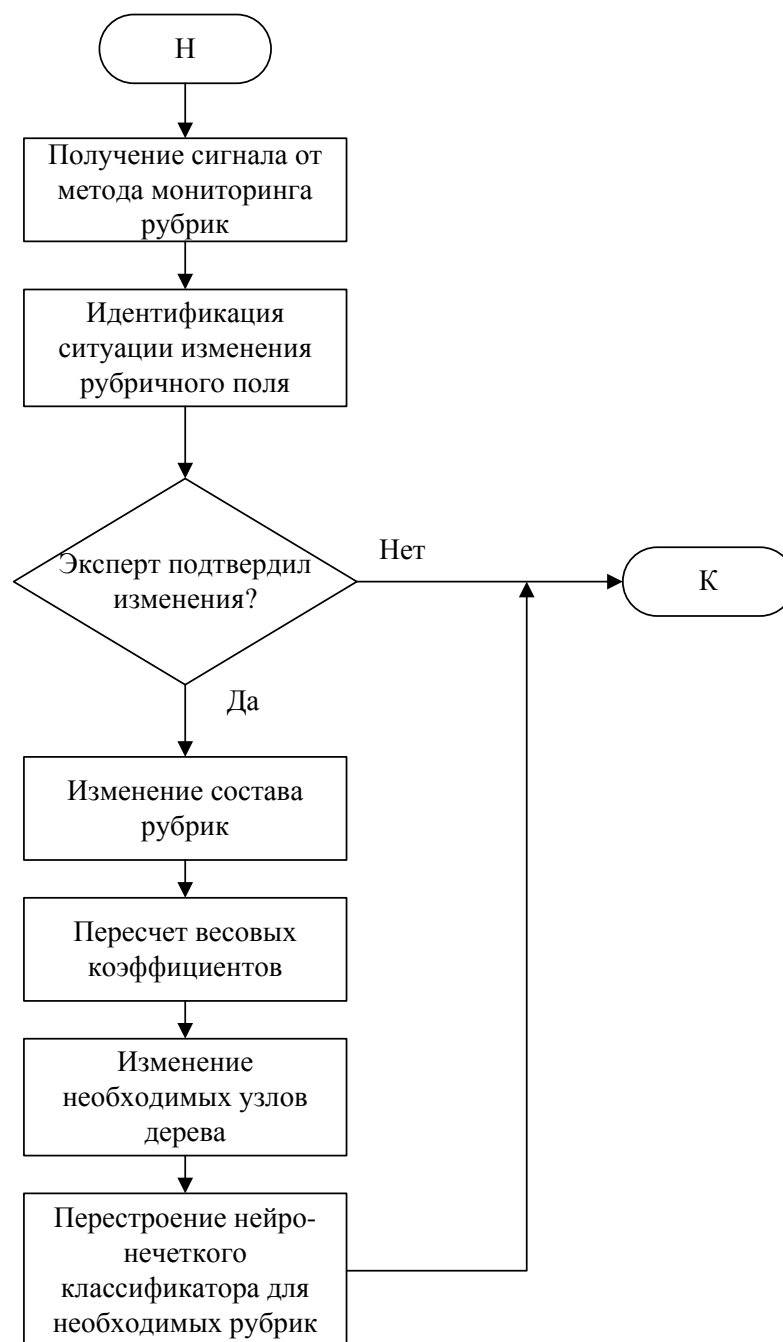 Н
Получение сигнала от
метода мониторинга
рубрик
Идентификация
ситуации изменения
рубричного поля
Эксперт подтвердил
изменения?
Нет
К
Да
Изменение состава
рубрик
Пересчет весовых
коэффициентов
Изменение
необходимых узлов
дерева
Перестроение нейро-
нечеткого
классификатора для
необходимых рубрик